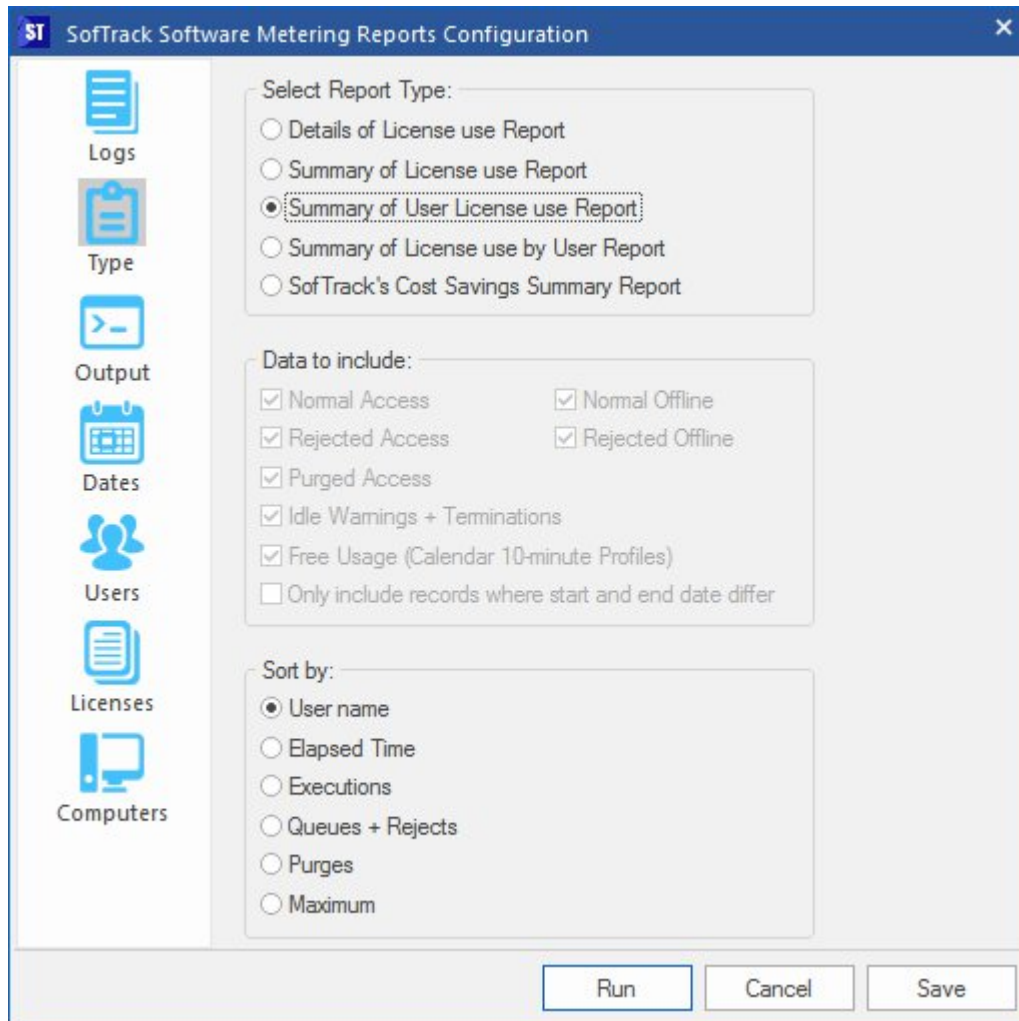 ST SofTrack Software Metering Reports Configuration
Logs
Type
Output
Dates
Users
Licenses
Computers
Select Report Type:
Details of License use Report
Summary of License use Report
Summary of User License use Report
Summary of License use by User Report
SofTrack's Cost Savings Summary Report
Data to include:
Normal Access Normal Offline
Rejected Access Rejected Offline
Purged Access
Idle Warnings + Terminations
Free Usage (Calendar 10-minute Profiles)
Only include records where start and end date differ
Sort by:
User name
Elapsed Time
Executions
Queues + Rejects
Purges
Maximum
Run Cancel Save